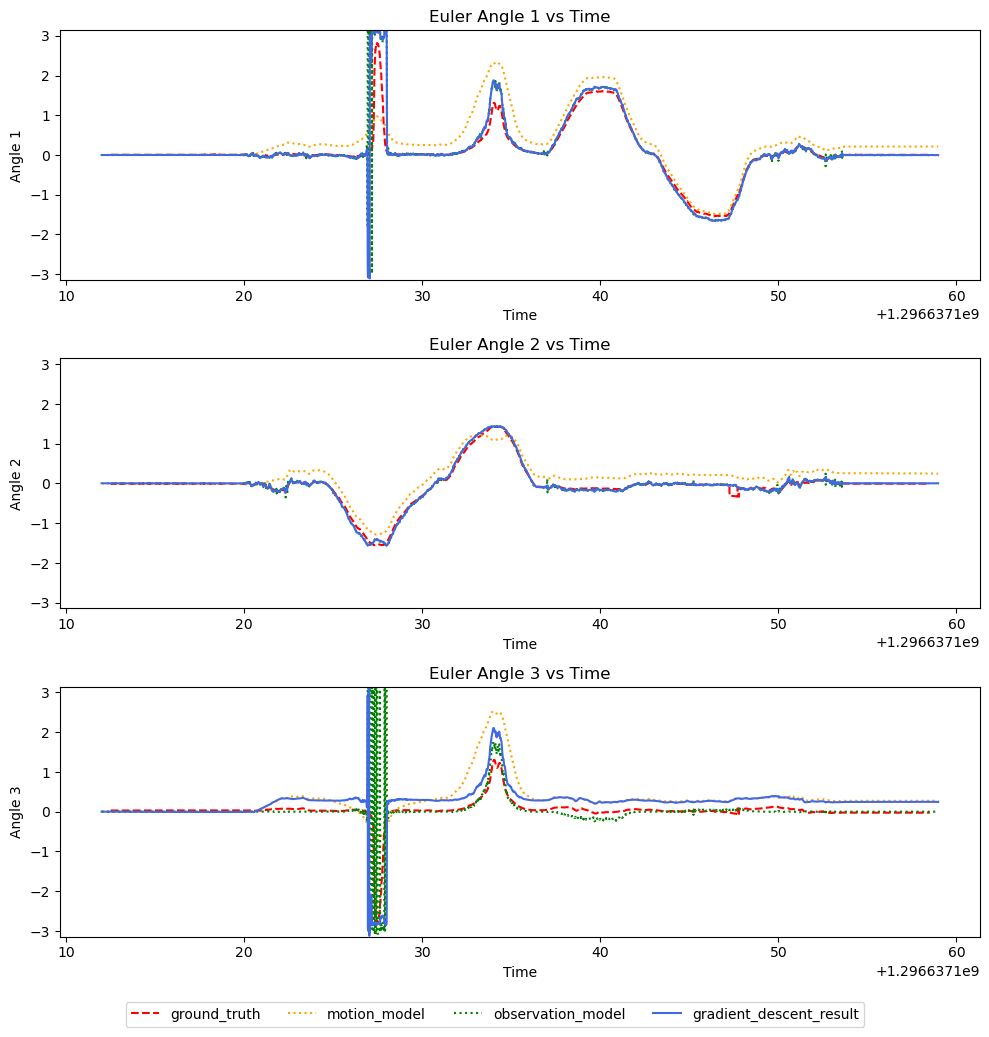 Euler Angle 1 vs Time
3
2
1
0
−1
−2
−3
Angle 1
10 20 30 40 50 60
Time
+1.2966371e9
Euler Angle 2 vs Time
3
2
1
0
−1
−2
−3
Angle 2
10 20 30 40 50 60
Time
+1.2966371e9
Euler Angle 3 vs Time
3
2
1
0
−1
−2
−3
Angle 3
10 20 30 40 50 60
Time
+1.2966371e9
ground_truth motion_model observation_model gradient_descent_result